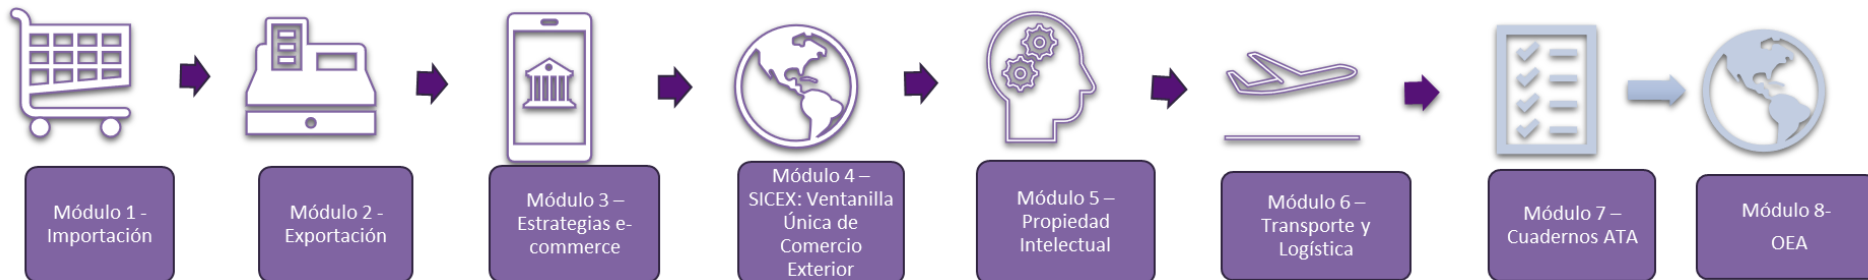 Módulo 1 -
Importación
Módulo 2 -
Exportación
Módulo 3 –
Estrategias e-
commerce
Módulo 4 –
SICEX: Ventanilla
Única de
Comercio
Exterior
Módulo 5 –
Propiedad
Intelectual
Módulo 6 –
Transporte y
Logística
Módulo 7 –
Cuadernos ATA
Módulo 8-
OEA